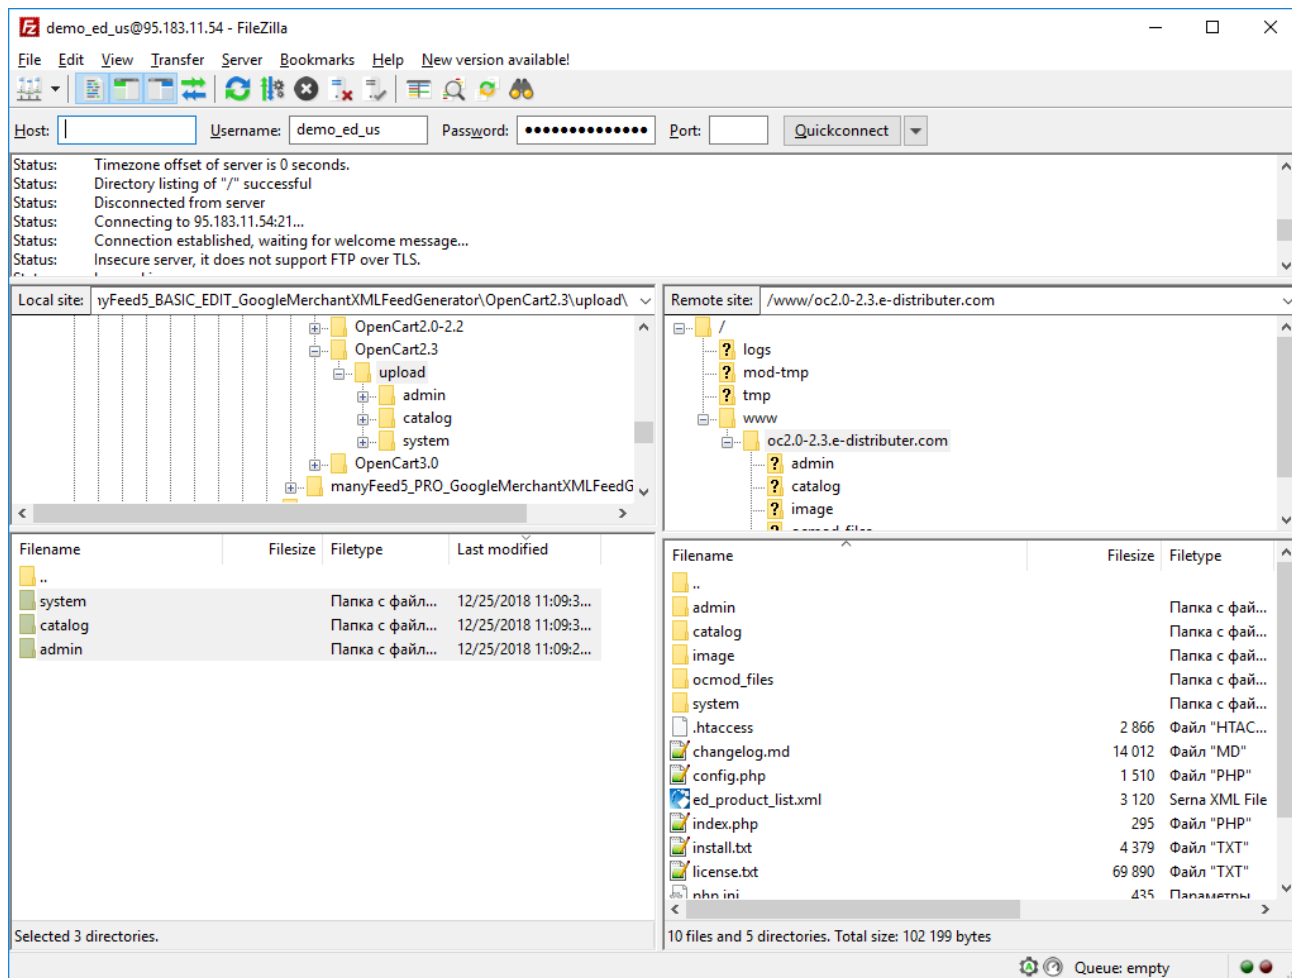 demo_ed_us@95.183.11.54 - FileZilla
File Edit View Transfer Server Bookmarks Help New version available!
Host: Username: demo_ed_us Password: ●●●●●●●●●●●●●● Port: Quickconnect
Status: Timezone offset of server is 0 seconds.
Status: Directory listing of "/" successful
Status: Disconnected from server
Status: Connecting to 95.183.11.54:21...
Status: Connection established, waiting for welcome message...
Status: Insecure server, it does not support FTP over TLS.
Local site: nyFeed5_BASIC_EDIT_GoogleMerchantXMLFeedGenerator\OpenCart2.3\upload\
OpenCart2.0-2.2
OpenCart2.3
upload
admin
catalog
system
OpenCart3.0
manyFeed5_PRO_GoogleMerchantXMLFeedG
Filename Filesize Filetype Last modified
..
system Папка с файл... 12/25/2018 11:09:3...
catalog Папка с файл... 12/25/2018 11:09:3...
admin Папка с файл... 12/25/2018 11:09:2...
Selected 3 directories.
Remote site: /www/oc2.0-2.3.e-distributer.com
/
? logs
? mod-tmp
? tmp
www
oc2.0-2.3.e-distributer.com
? admin
? catalog
? image
? ocmod_files
Filename Filesize Filetype
..
admin Папка с фай...
catalog Папка с фай...
image Папка с фай...
ocmod_files Папка с фай...
system Папка с фай...
.htaccess 2 866 Файл "HTAC...
changelog.md 14 012 Файл "MD"
config.php 1 510 Файл "PHP"
ed_product_list.xml 3 120 Serna XML File
index.php 295 Файл "PHP"
install.txt 4 379 Файл "TXT"
license.txt 69 890 Файл "TXT"
php.ini 435 Параметры
10 files and 5 directories. Total size: 102 199 bytes
Queue: empty